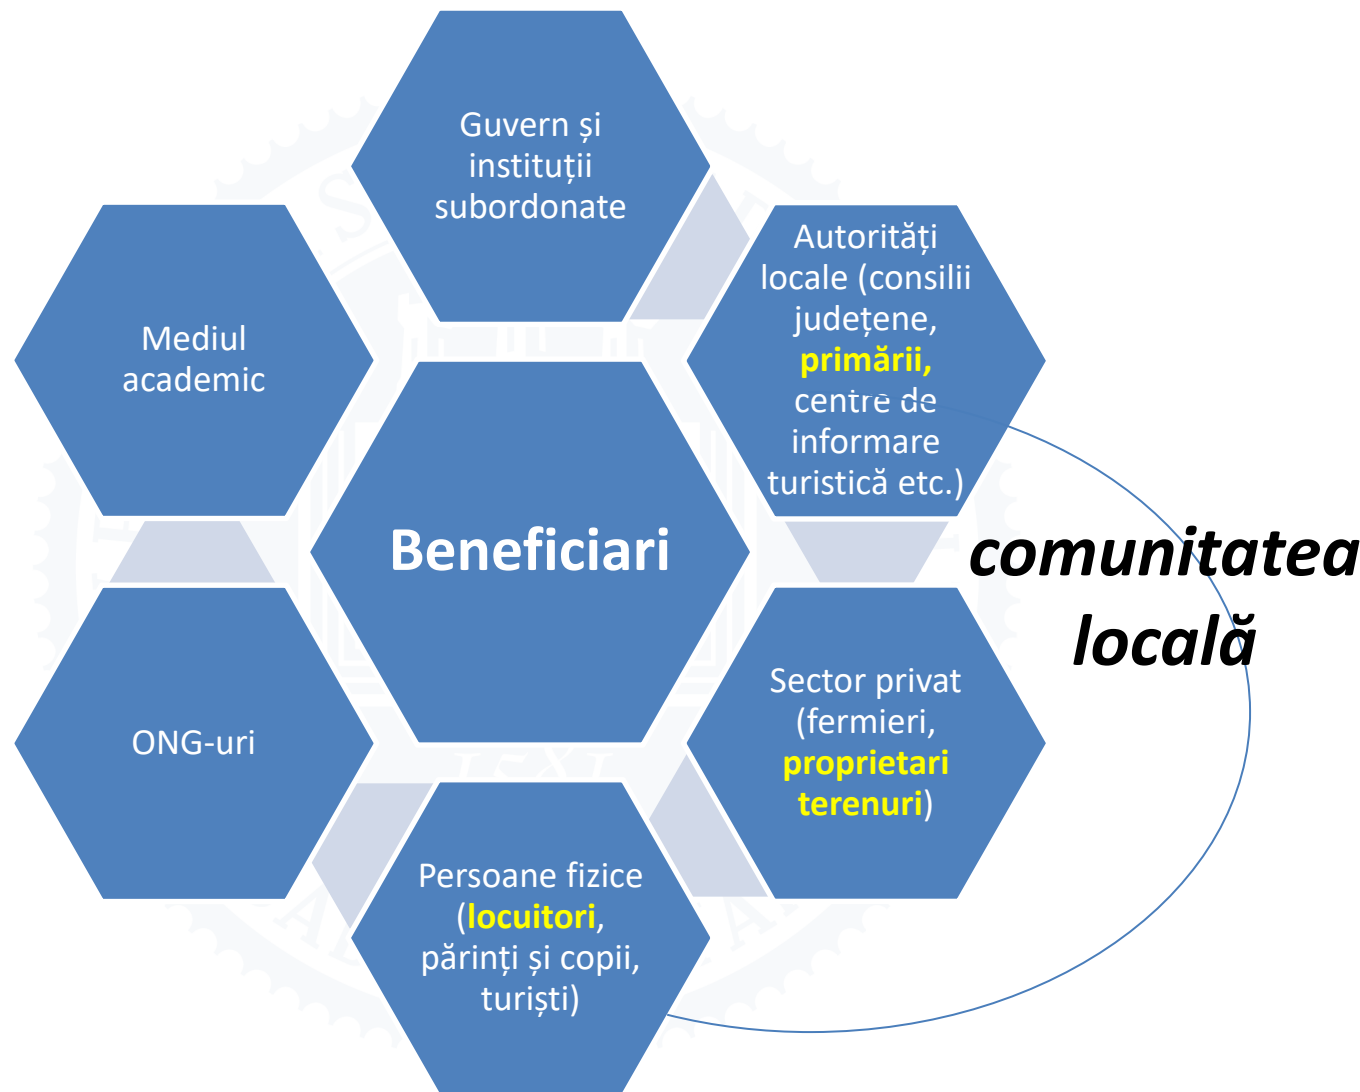 Guvern și
instituții
subordonate
Autorități
locale (consilii
județene,
primării,
centre de
informare
turistică etc.)
Mediul
academic
Beneficiari
comunitatea
locală
Sector privat
(fermieri,
proprietari
terenuri)
ONG-uri
Persoane fizice
(locuitori,
părinți și copii,
turiști)